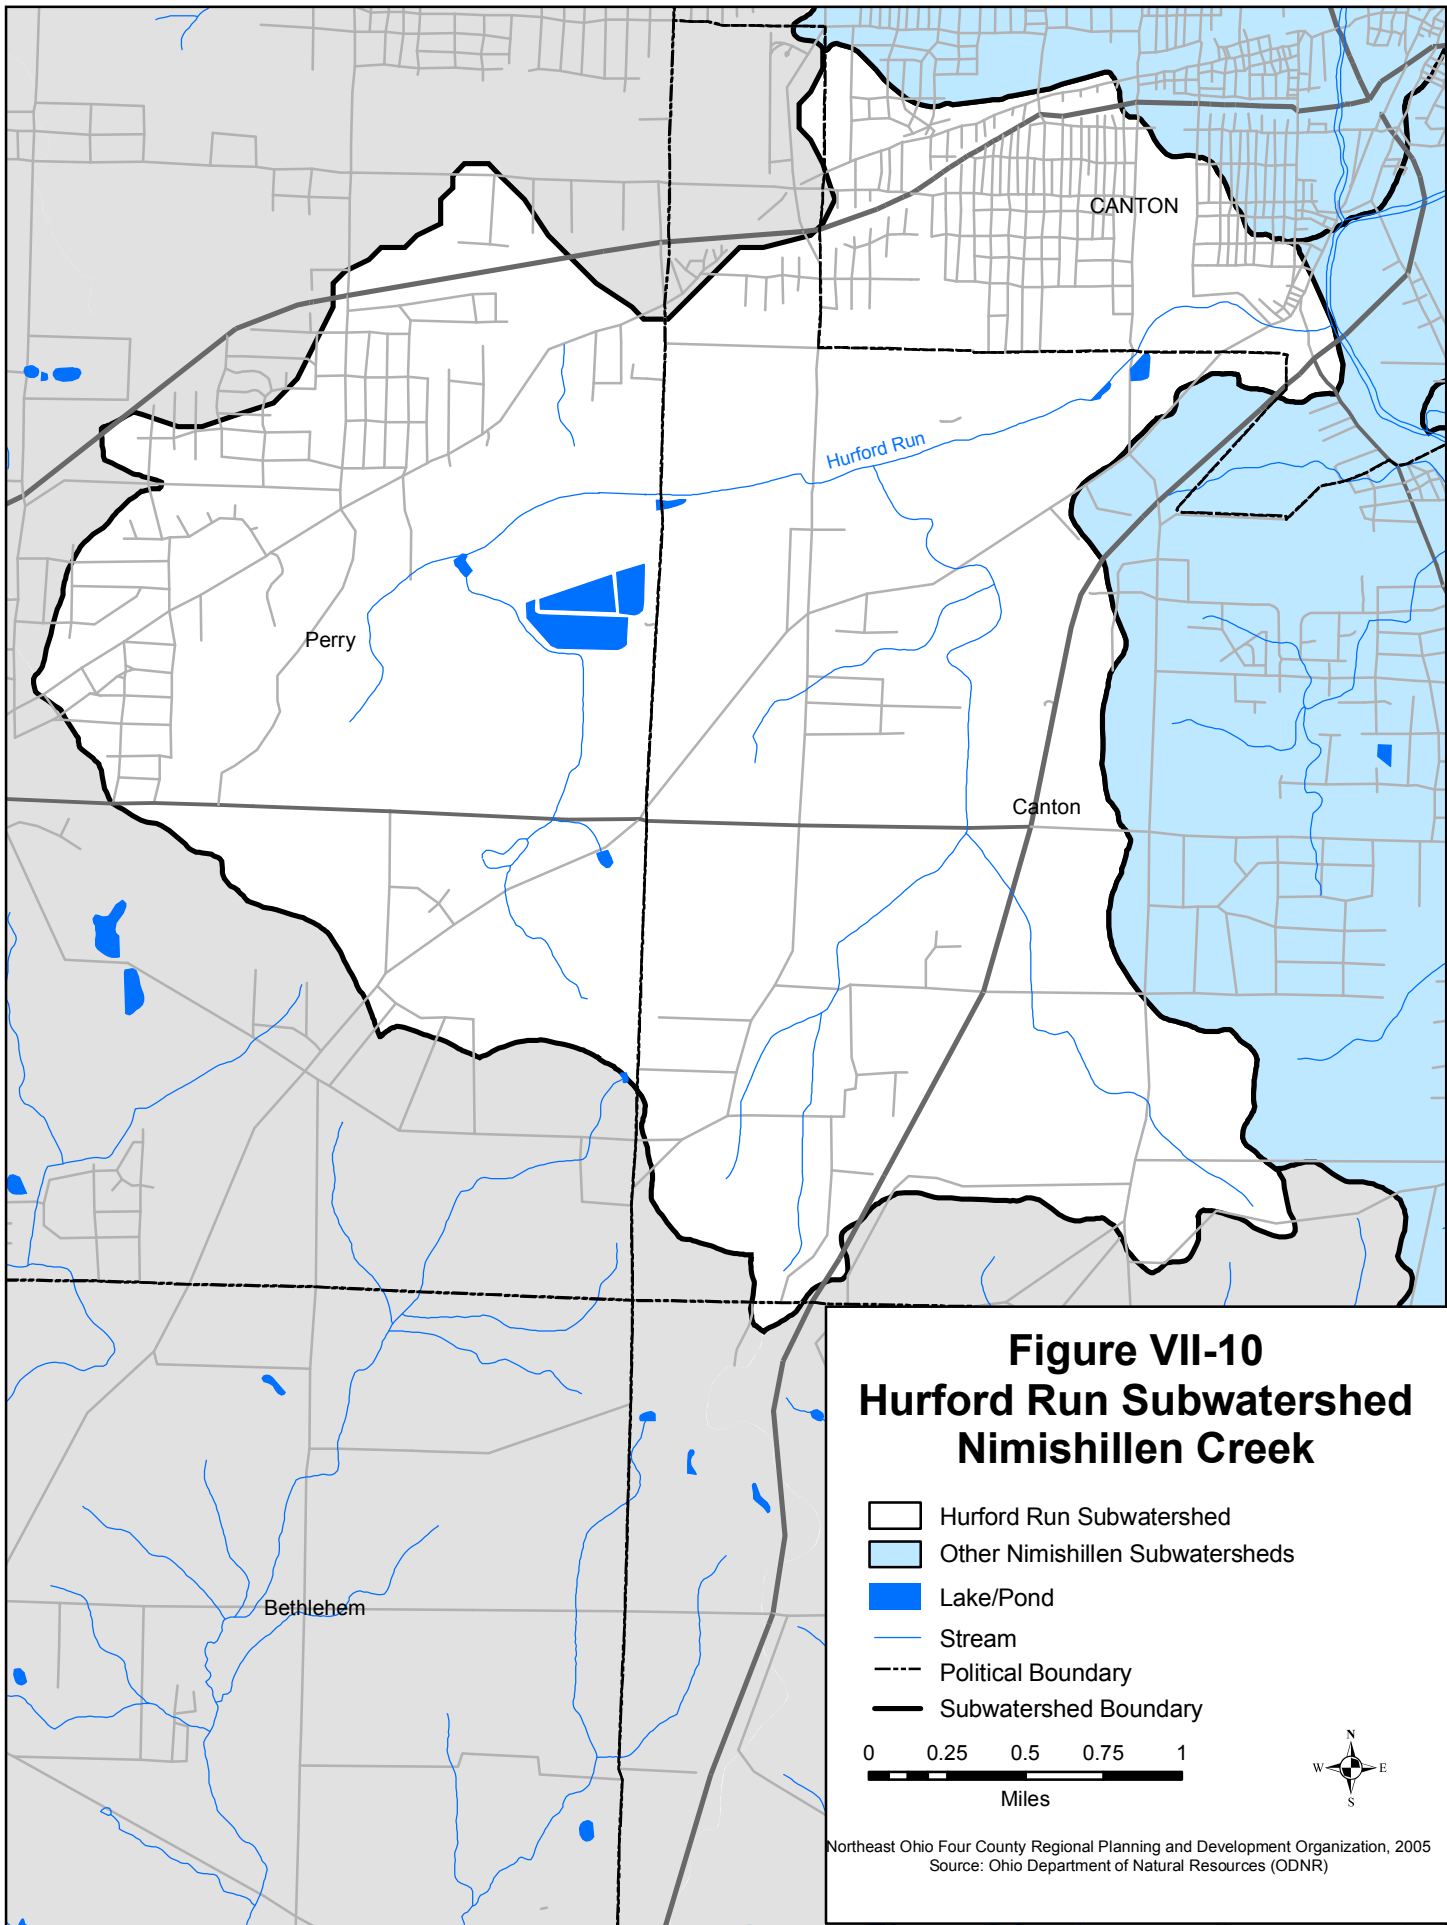 CANTON
Hurford Run
Perry
Canton
Bethlehem
Figure VII-10
Hurford Run Subwatershed
Nimishillen Creek
Hurford Run Subwatershed
Other Nimishillen Subwatersheds
Lake/Pond
Stream
Political Boundary
Subwatershed Boundary
0 0.25 0.5 0.75 1
Miles
N
W E
S
Northeast Ohio Four County Regional Planning and Development Organization, 2005
Source: Ohio Department of Natural Resources (ODNR)